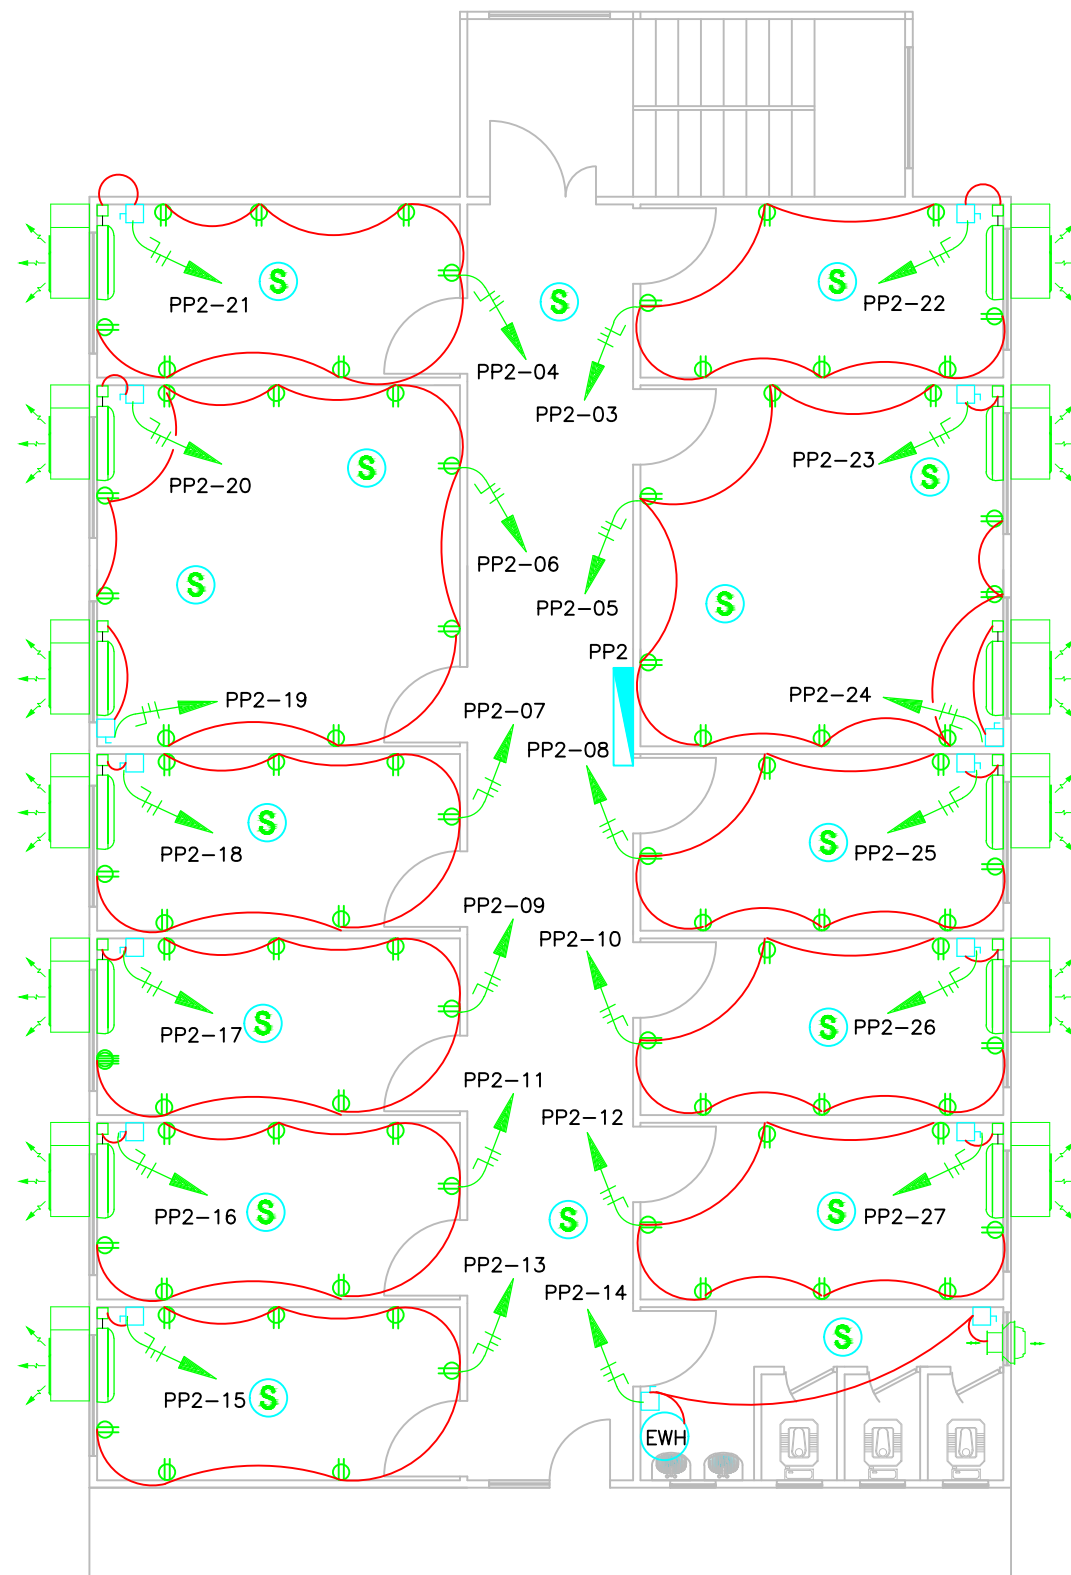 S
S
S
PP2-21
PP2-22
PP2-04
PP2-03
S
PP2-23
S
PP2-20
PP2-06
S
PP2-05
S
PP2
PP2-19
PP2-24
PP2-07
PP2-08
S
S
PP2-18
PP2-25
PP2-09
PP2-10
S
S
PP2-17
PP2-26
PP2-11
PP2-12
S
S
S
PP2-16
PP2-27
PP2-13
PP2-14
S
S
PP2-15
EWH